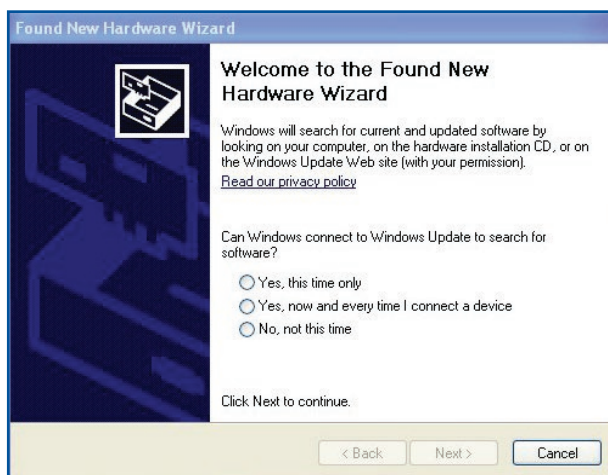 Found New Hardware Wizard
Welcome to the Found New
Hardware Wizard
Windows will search for current and updated software by
looking on your computer, on the hardware installation CD, or on
the Windows Update Web site (with your permission).
Read our privacy policy
Can Windows connect to Windows Update to search for
software?
Yes, this time only
Yes, now and every time I connect a device
No, not this time
Click Next to continue.
< Back
Next >
Cancel